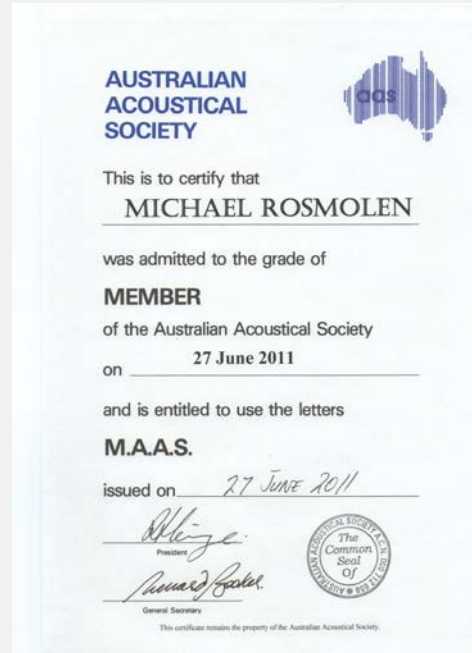 AUSTRALIAN
ACOUSTICAL
SOCIETY
aas
This is to certify that
MICHAEL ROSMOLEN
was admitted to the grade of
MEMBER
of the Australian Acoustical Society
on 27 June 2011
and is entitled to use the letters
M.A.A.S.
issued on 27 JUNE 2011
President
General Secretary
AUSTRALIAN ACOUSTICAL SOCIETY A.C.N.
The
Common
Seal
Of
This certificate remains the property of the Australian Acoustical Society.